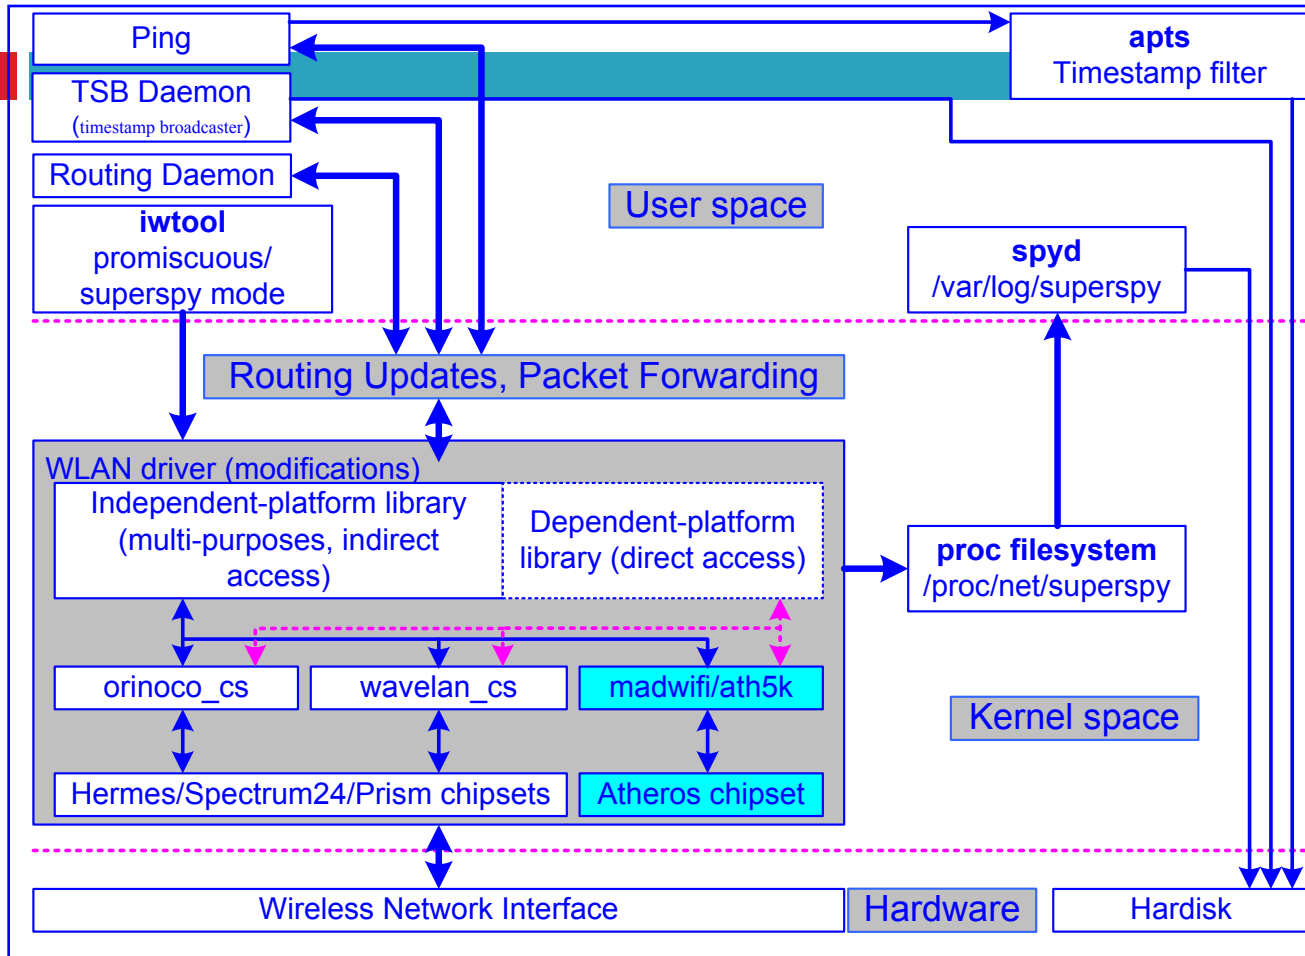 Ping
apts
Timestamp filter
TSB Daemon
(timestamp broadcaster)
Routing Daemon
User space
iwtool
promiscuous/
superspy mode
spyd
/var/log/superspy
Routing Updates, Packet Forwarding
WLAN driver (modifications)
Independent-platform library
(multi-purposes, indirect
access)
Dependent-platform
library (direct access)
proc filesystem
/proc/net/superspy
orinoco_cs
wavelan_cs
madwifi/ath5k
Kernel space
Hermes/Spectrum24/Prism chipsets
Atheros chipset
Wireless Network Interface
Hardware
Hardisk